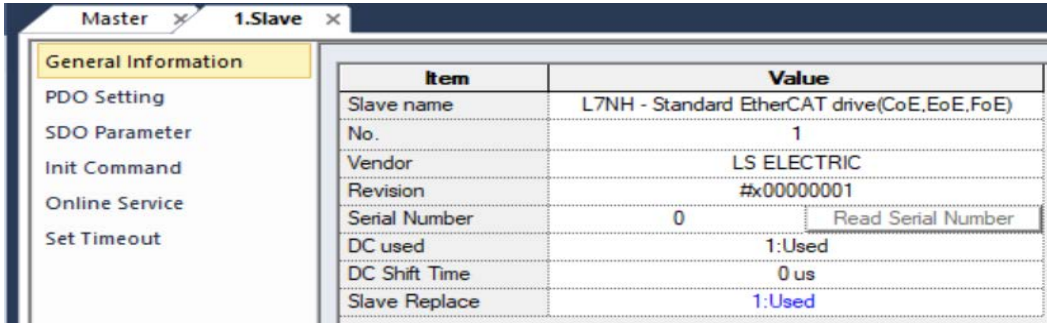 Master
1.Slave
General Information
PDO Setting
SDO Parameter
Init Command
Online Service
Set Timeout
Item Value
Slave name L7NH - Standard EtherCAT drive(CoE,EoE,FoE)
No. 1
Vendor LS ELECTRIC
Revision #x00000001
Serial Number 0 Read Serial Number
DC used 1:Used
DC Shift Time 0 us
Slave Replace 1:Used